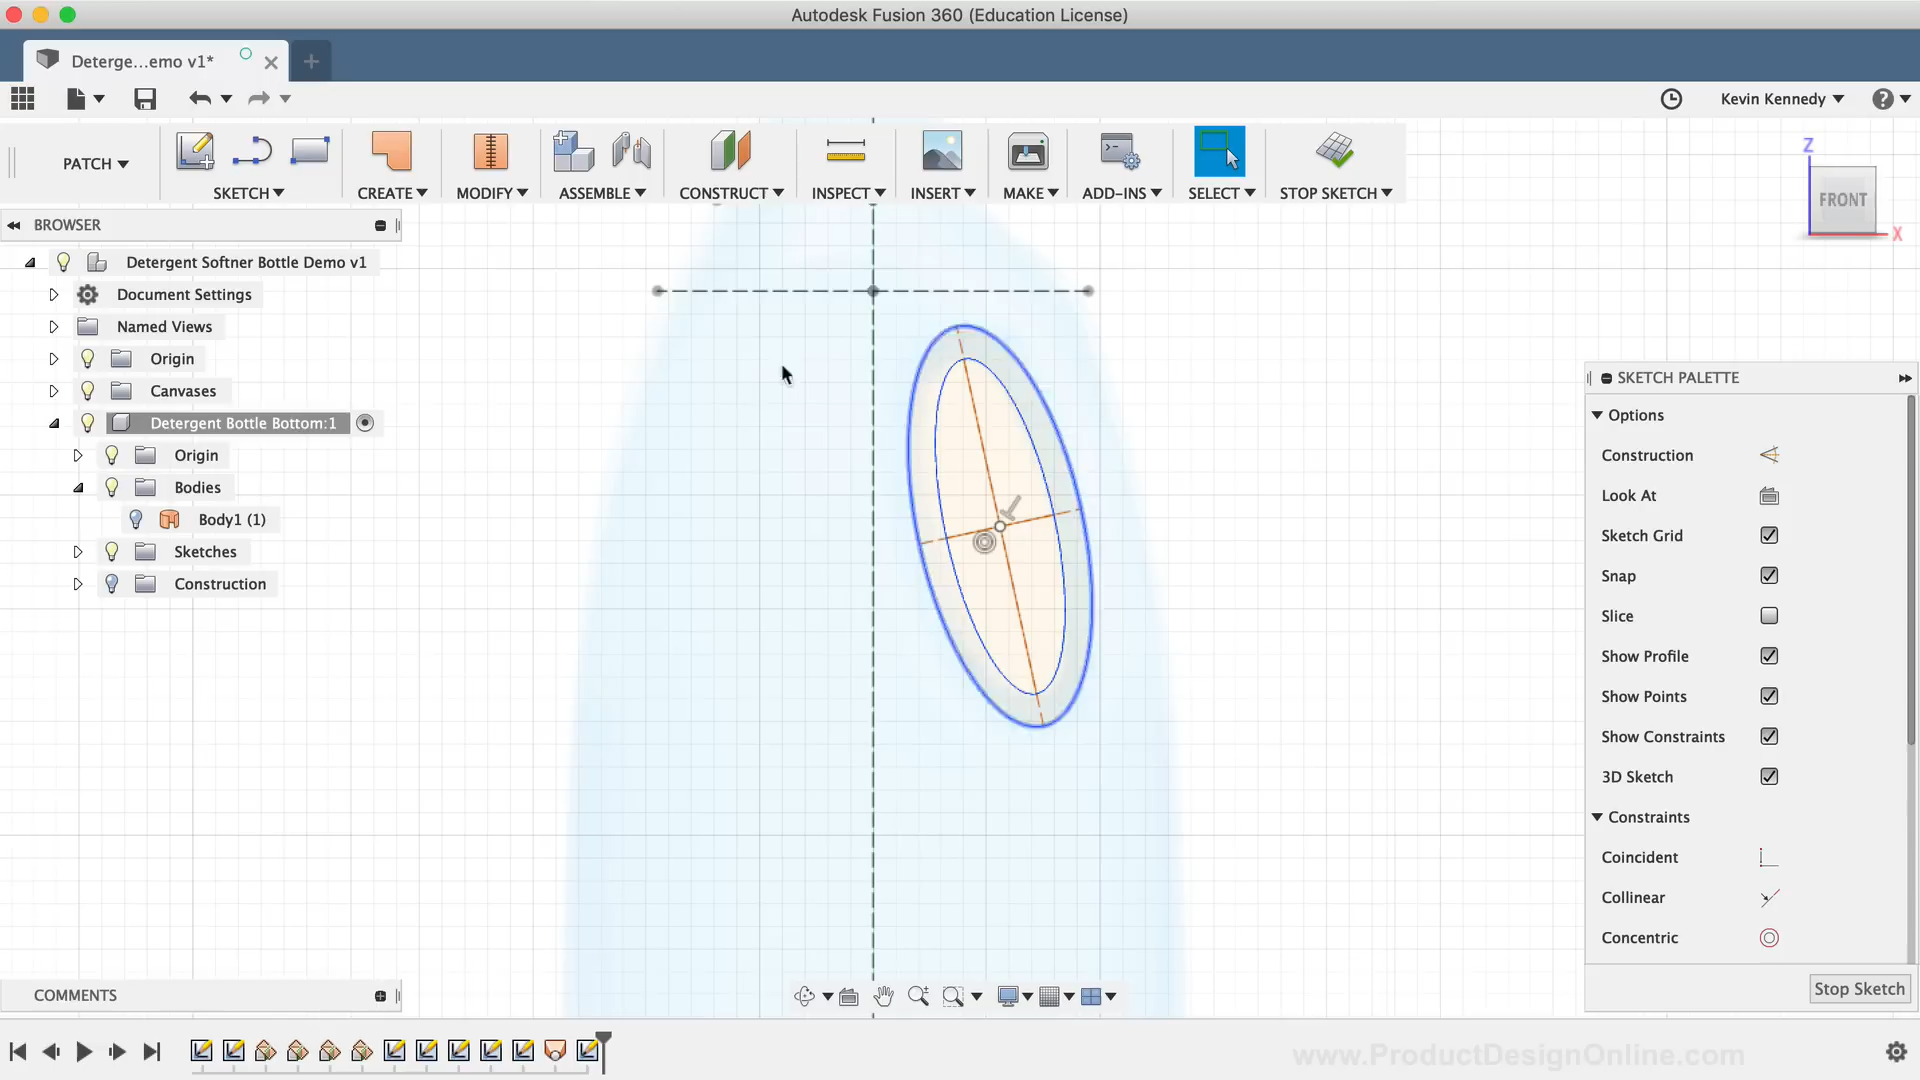 Autodesk Fusion 360 (Education License)
Deterge...emo v1*
Kevin Kennedy
PATCH
SKETCH
CREATE
MODIFY
ASSEMBLE
CONSTRUCT
INSPECT
INSERT
MAKE
ADD-INS
SELECT
STOP SKETCH
Z
FRONT
X
BROWSER
Detergent Softner Bottle Demo v1
Document Settings
Named Views
Origin
Canvases
Detergent Bottle Bottom:1
Origin
Bodies
Body1 (1)
Sketches
Construction
SKETCH PALETTE
Options
Construction
Look At
Sketch Grid
Snap
Slice
Show Profile
Show Points
Show Constraints
3D Sketch
Constraints
Coincident
Collinear
Concentric
Stop Sketch
COMMENTS
www.ProductDesignOnline.com